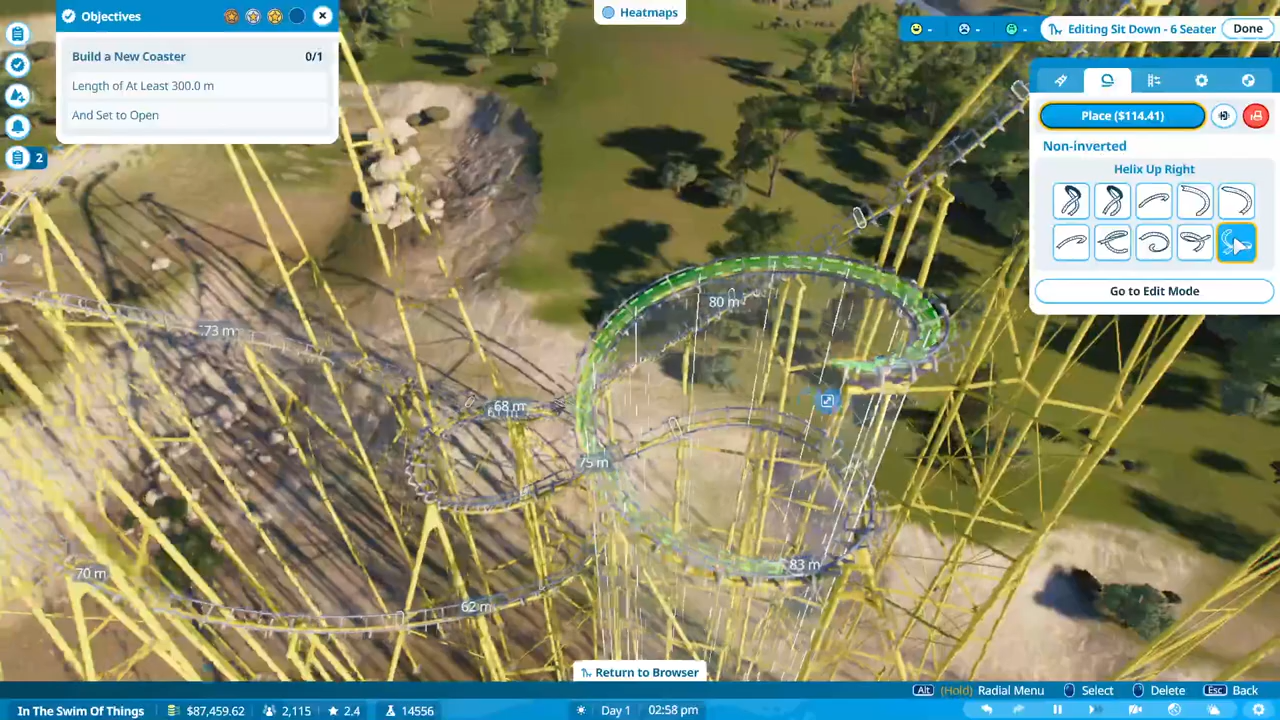 Objectives
Heatmaps
Editing Sit Down - 6 Seater
Done
Build a New Coaster 0/1
Length of At Least 300.0 m
And Set to Open
2
Place ($114.41)
Non-inverted
Helix Up Right
Go to Edit Mode
80 m
73 m
68 m
75 m
83 m
70 m
62 m
Return to Browser
Alt (Hold) Radial Menu Select Delete Esc Back
In The Swim Of Things $87,459.62 2,115 2.4 14556 Day 1 02:58 pm